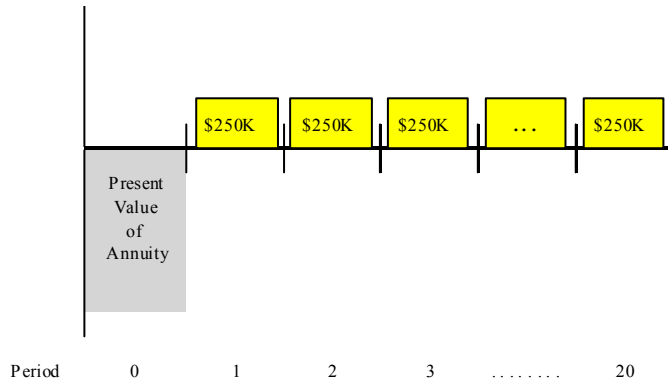 $250K $250K $250K ... $250K
Present
Value
of
Annuity
Period 0 1 2 3 ........ 20